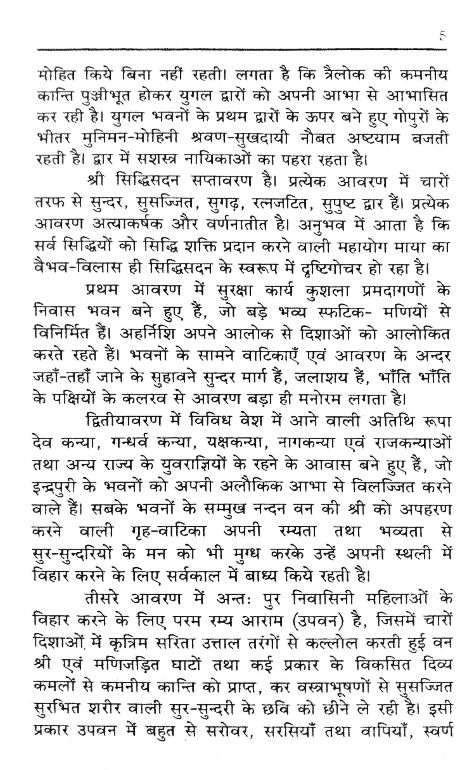 5
मोहित किये बिना नहीं रहती। लगता है कि त्रैलोक की कमनीय
कान्ति पुञ्जीभूत होकर युगल द्वारों को अपनी आभा से आभासित
कर रही है। युगल भवनों के प्रथम द्वारों के ऊपर बने हुए गोपुरों के
भीतर मुनिमन-मोहिनी श्रवण-सुखदायी नौबत अष्टयाम बजती
रहती है। द्वार में सशस्त्र नायिकाओं का पहरा रहता है।
श्री सिद्धिसदन सप्तावरण है। प्रत्येक आवरण में चारों
तरफ से सुन्दर, सुसज्जित, सुगढ़, रत्नजटित, सुपुष्ट द्वार हैं। प्रत्येक
आवरण अत्याकर्षक और वर्णनातीत है। अनुभव में आता है कि
सर्व सिद्धियों को सिद्धि शक्ति प्रदान करने वाली महायोग माया का
वैभव-विलास ही सिद्धिसदन के स्वरूप में दृष्टिगोचर हो रहा है।
प्रथम आवरण में सुरक्षा कार्य कुशला प्रमदागणों के
निवास भवन बने हुए हैं, जो बड़े भव्य स्फटिक- मणियों से
विनिर्मित हैं। अहर्निशि अपने आलोक से दिशाओं को आलोकित
करते रहते हैं। भवनों के सामने वाटिकाएँ एवं आवरण के अन्दर
जहाँ-तहाँ जाने के सुहावने सुन्दर मार्ग हैं, जलाशय हैं, भाँति भाँति
के पक्षियों के कलरव से आवरण बड़ा ही मनोरम लगता है।
द्वितीयावरण में विविध वेश में आने वाली अतिथि रूपा
देव कन्या, गन्धर्व कन्या, यक्षकन्या, नागकन्या एवं राजकन्याओं
तथा अन्य राज्य के युवराज्ञियों के रहने के आवास बने हुए हैं, जो
इन्द्रपुरी के भवनों को अपनी अलौकिक आभा से विलज्जित करने
वाले हैं। सबके भवनों के सम्मुख नन्दन वन की श्री को अपहरण
करने वाली गृह-वाटिका अपनी रम्यता तथा भव्यता से
सुर-सुन्दरियों के मन को भी मुग्ध करके उन्हें अपनी स्थली में
विहार करने के लिए सर्वकाल में बाध्य किये रहती है।
तीसरे आवरण में अन्तः पुर निवासिनी महिलाओं के
विहार करने के लिए परम रम्य आराम (उपवन) है, जिसमें चारों
दिशाओं में कृत्रिम सरिता उत्ताल तरंगों से कल्लोल करती हुई वन
श्री एवं मणिजड़ित घाटों तथा कई प्रकार के विकसित दिव्य
कमलों से कमनीय कान्ति को प्राप्त, कर वस्त्राभूषणों से सुसज्जित
सुरभित शरीर वाली सुर-सुन्दरी के छवि को छीने ले रही है। इसी
प्रकार उपवन में बहुत से सरोवर, सरसियाँ तथा वापियाँ, स्वर्ण